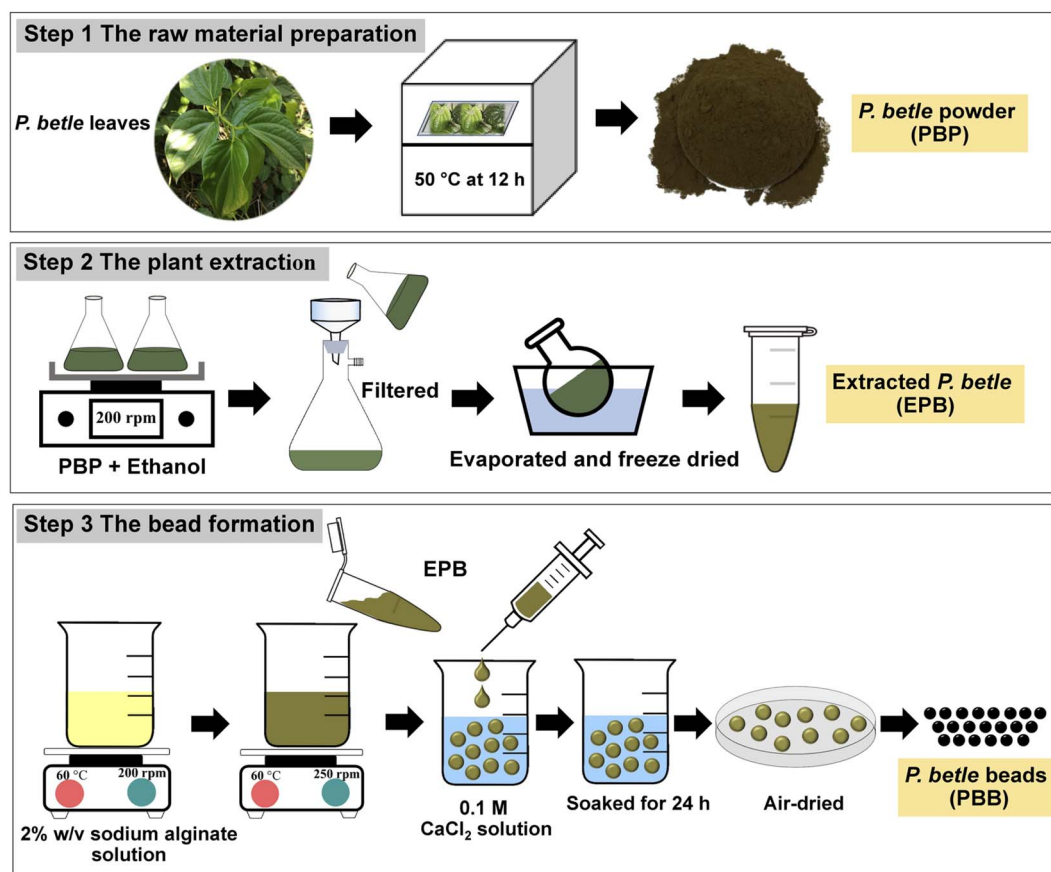 Step 1 The raw material preparation
P. betle leaves
50 °C at 12 h
P. betle powder
(PBP)
Step 2 The plant extraction
200 rpm
PBP + Ethanol
Filtered
Evaporated and freeze dried
Extracted P. betle
(EPB)
Step 3 The bead formation
EPB
60 °C
200 rpm
2% w/v sodium alginate
solution
60 °C
250 rpm
0.1 M
CaCl₂ solution
Soaked for 24 h
Air-dried
P. betle beads
(PBB)